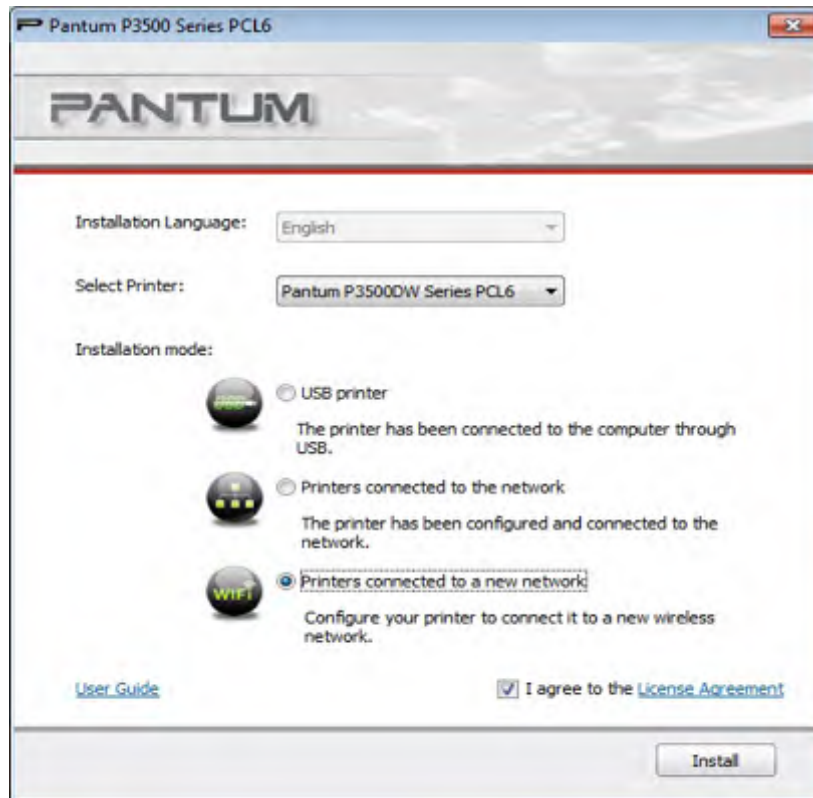 Pantum P3500 Series PCL6
PANTUM
Installation Language: English
Select Printer: Pantum P3500DW Series PCL6
Installation mode:
USB printer
The printer has been connected to the computer through
USB.
Printers connected to the network
The printer has been configured and connected to the
network.
WiFi
Printers connected to a new network
Configure your printer to connect it to a new wireless
network.
User Guide
I agree to the License Agreement
Install